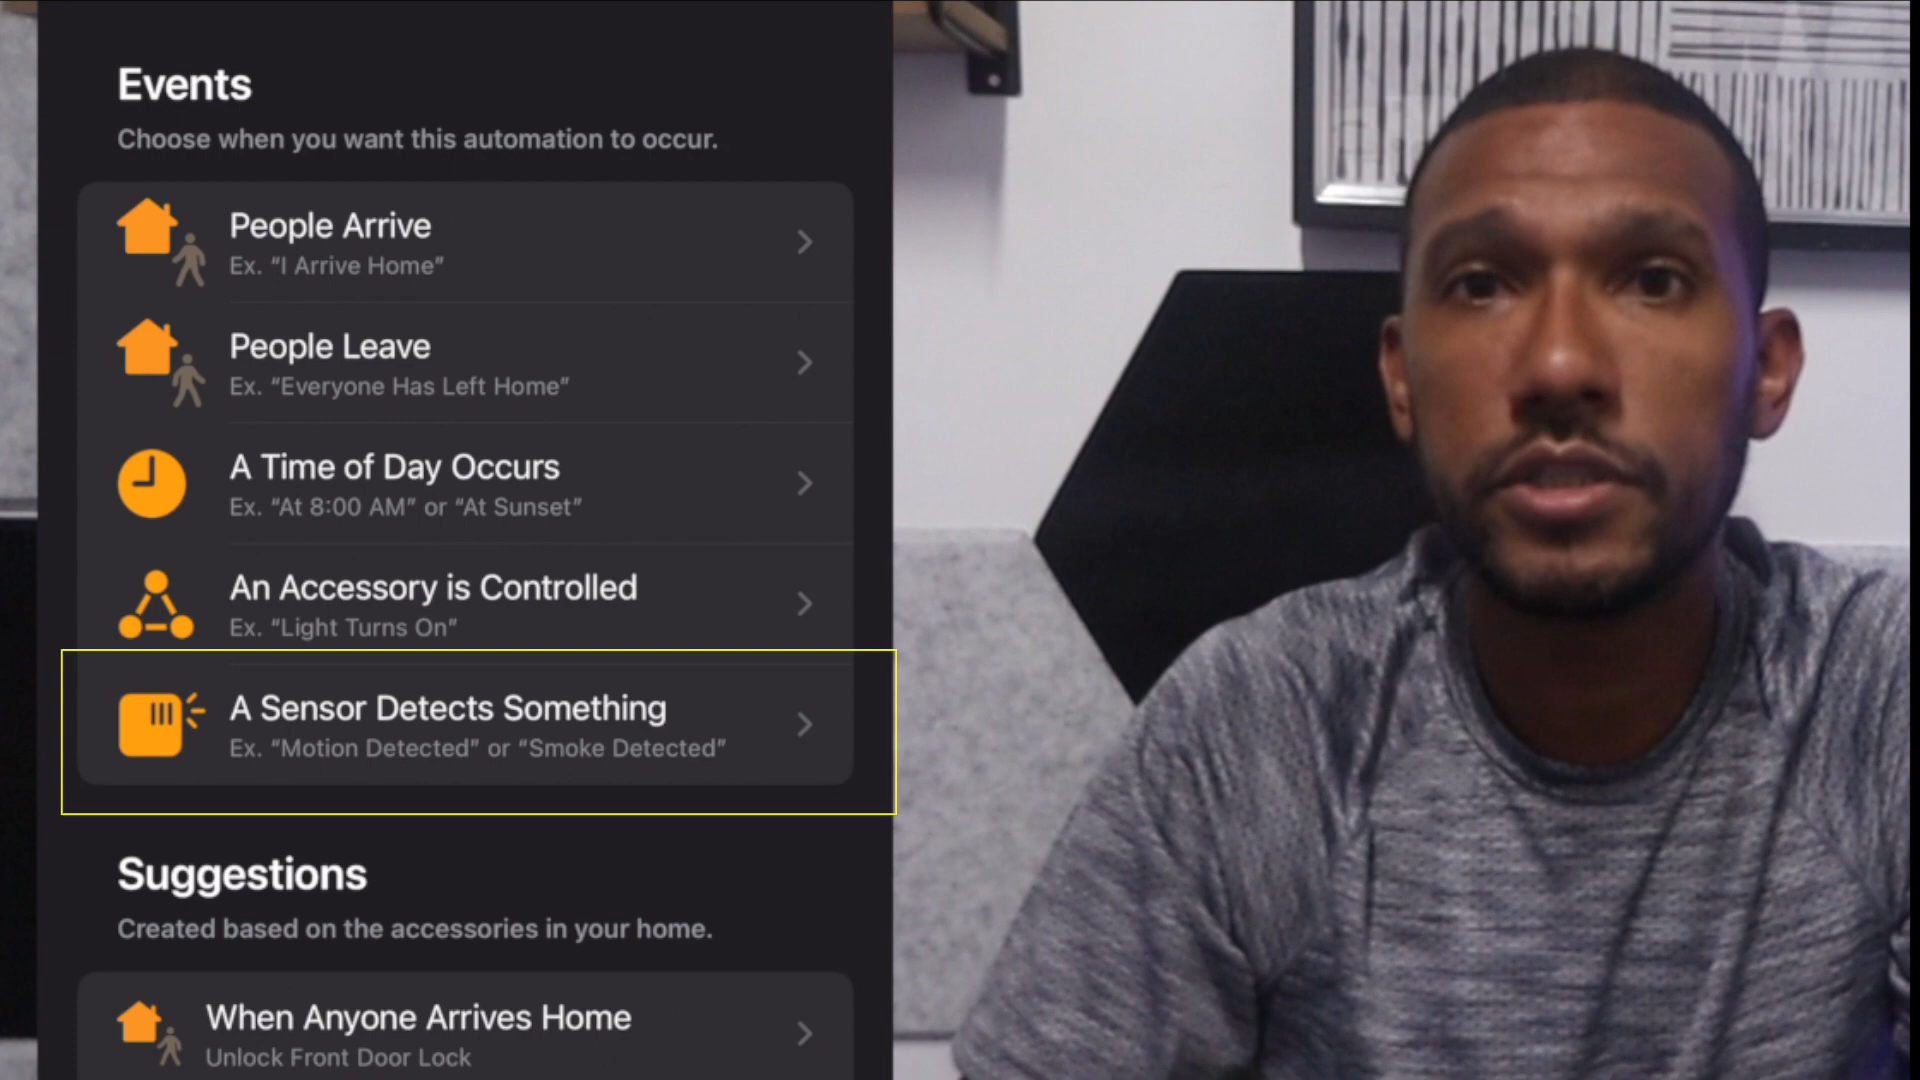 Events
Choose when you want this automation to occur.
People Arrive
Ex. “I Arrive Home”
People Leave
Ex. “Everyone Has Left Home”
A Time of Day Occurs
Ex. “At 8:00 AM” or “At Sunset”
An Accessory is Controlled
Ex. “Light Turns On”
A Sensor Detects Something
Ex. “Motion Detected” or “Smoke Detected”
Suggestions
Created based on the accessories in your home.
When Anyone Arrives Home
Unlock Front Door Lock